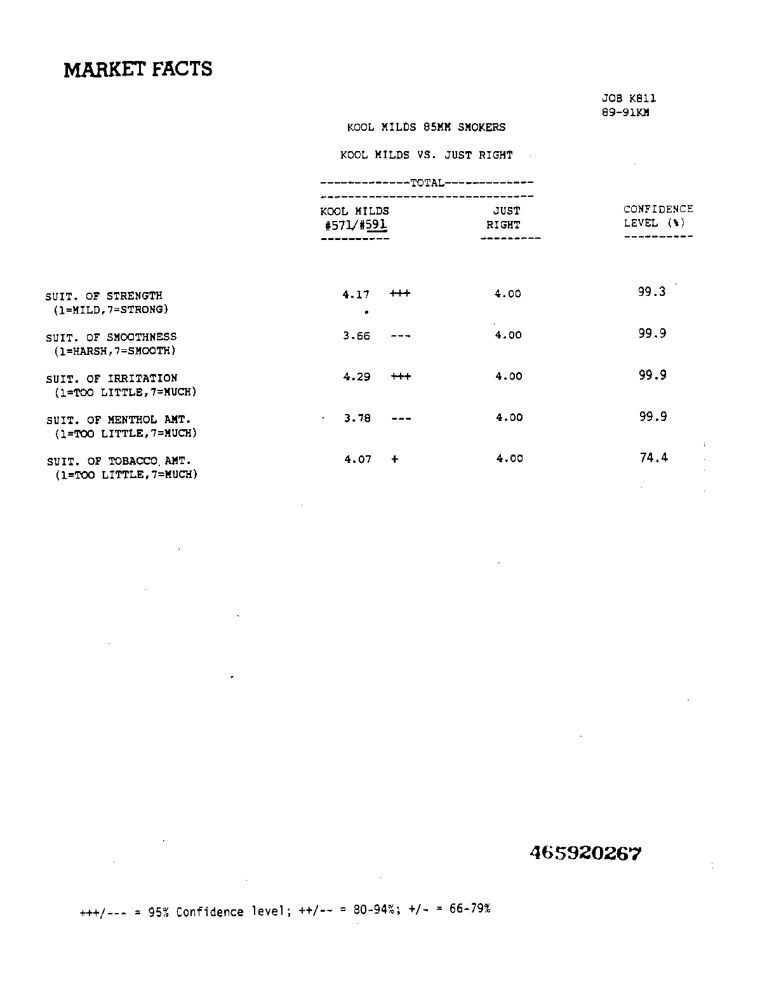 MARKET FACTS
JOB K811
89-91KM
KOOL MILDS 85MM SMOKERS
KOOL MILDS VS. JUST RIGHT
-------------TOTAL-------------
-------------------------------
KOOL MILDS JUST CONFIDENCE
#571/#591 RIGHT LEVEL (%)
---------- --------- ----------
SUIT. OF STRENGTH 4.17 +++ 4.00 99.3
(1=MILD,7=STRONG)
SUIT. OF SMOOTHNESS 3.66 --- 4.00 99.9
(1=HARSH,7=SMOOTH)
SUIT. OF IRRITATION 4.29 +++ 4.00 99.9
(1=TOO LITTLE,7=MUCH)
SUIT. OF MENTHOL AMT. 3.78 --- 4.00 99.9
(1=TOO LITTLE,7=MUCH)
SUIT. OF TOBACCO AMT. 4.07 + 4.00 74.4
(1=TOO LITTLE,7=MUCH)
465920267
+++/--- = 95% Confidence level; ++/-- = 80-94%; +/- = 66-79%